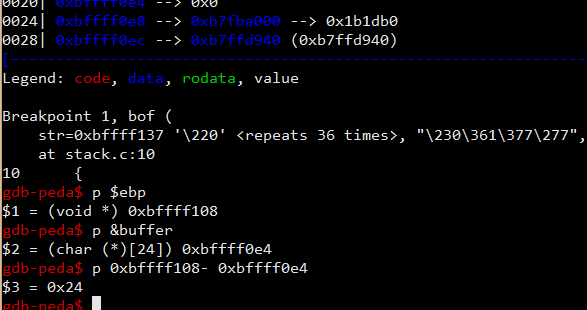 0020| 0xbffff0e4 --> 0x0
0024| 0xbffff0e8 --> 0xb7fba000 --> 0x1b1db0
0028| 0xbffff0ec --> 0xb7ffd940 (0xb7ffd940)
[------------------------------------------------------------------
Legend: code, data, rodata, value

Breakpoint 1, bof (
    str=0xbffff137 '\220' <repeats 36 times>, "\230\361\377\277",
    at stack.c:10
10      {
gdb-peda$ p $ebp
$1 = (void *) 0xbffff108
gdb-peda$ p &buffer
$2 = (char (*)[24]) 0xbffff0e4
gdb-peda$ p 0xbffff108- 0xbffff0e4
$3 = 0x24
gdb-peda$